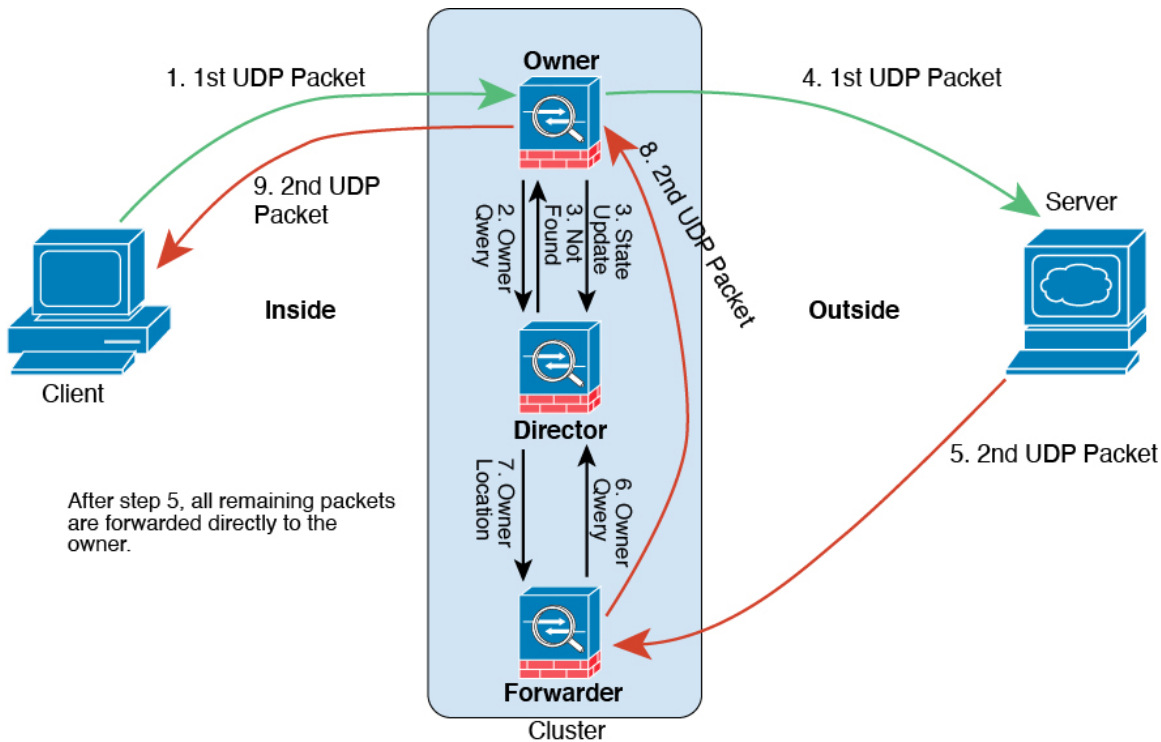 Owner
1. 1st UDP Packet
4. 1st UDP Packet
9. 2nd UDP
Packet
2. Owner
Qwery
3. Not
Found
3. State
Update
8. 2nd UDP Packet
Server
Inside
Outside
Client
Director
5. 2nd UDP Packet
7. Owner
Location
6. Owner
Qwery
After step 5, all remaining packets
are forwarded directly to the
owner.
Forwarder
Cluster